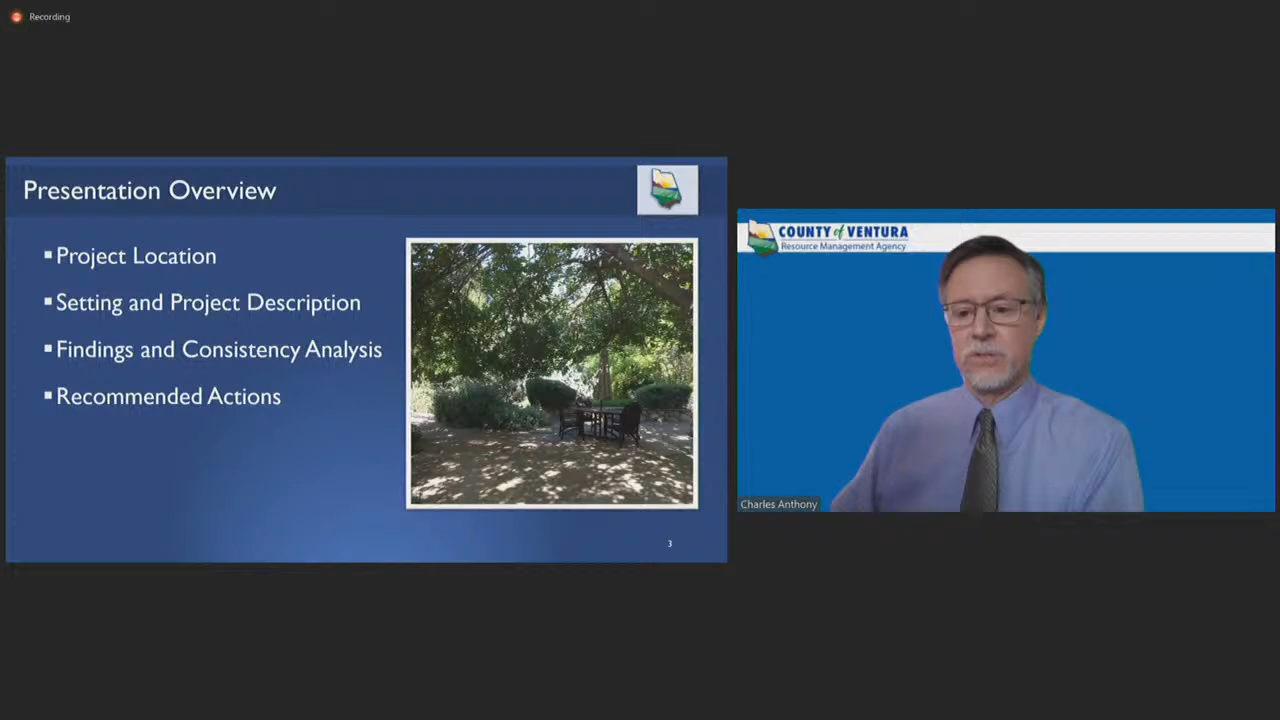 Recording
Presentation Overview
▪Project Location
▪Setting and Project Description
▪Findings and Consistency Analysis
▪Recommended Actions
3
COUNTY of VENTURA
Resource Management Agency
Charles Anthony